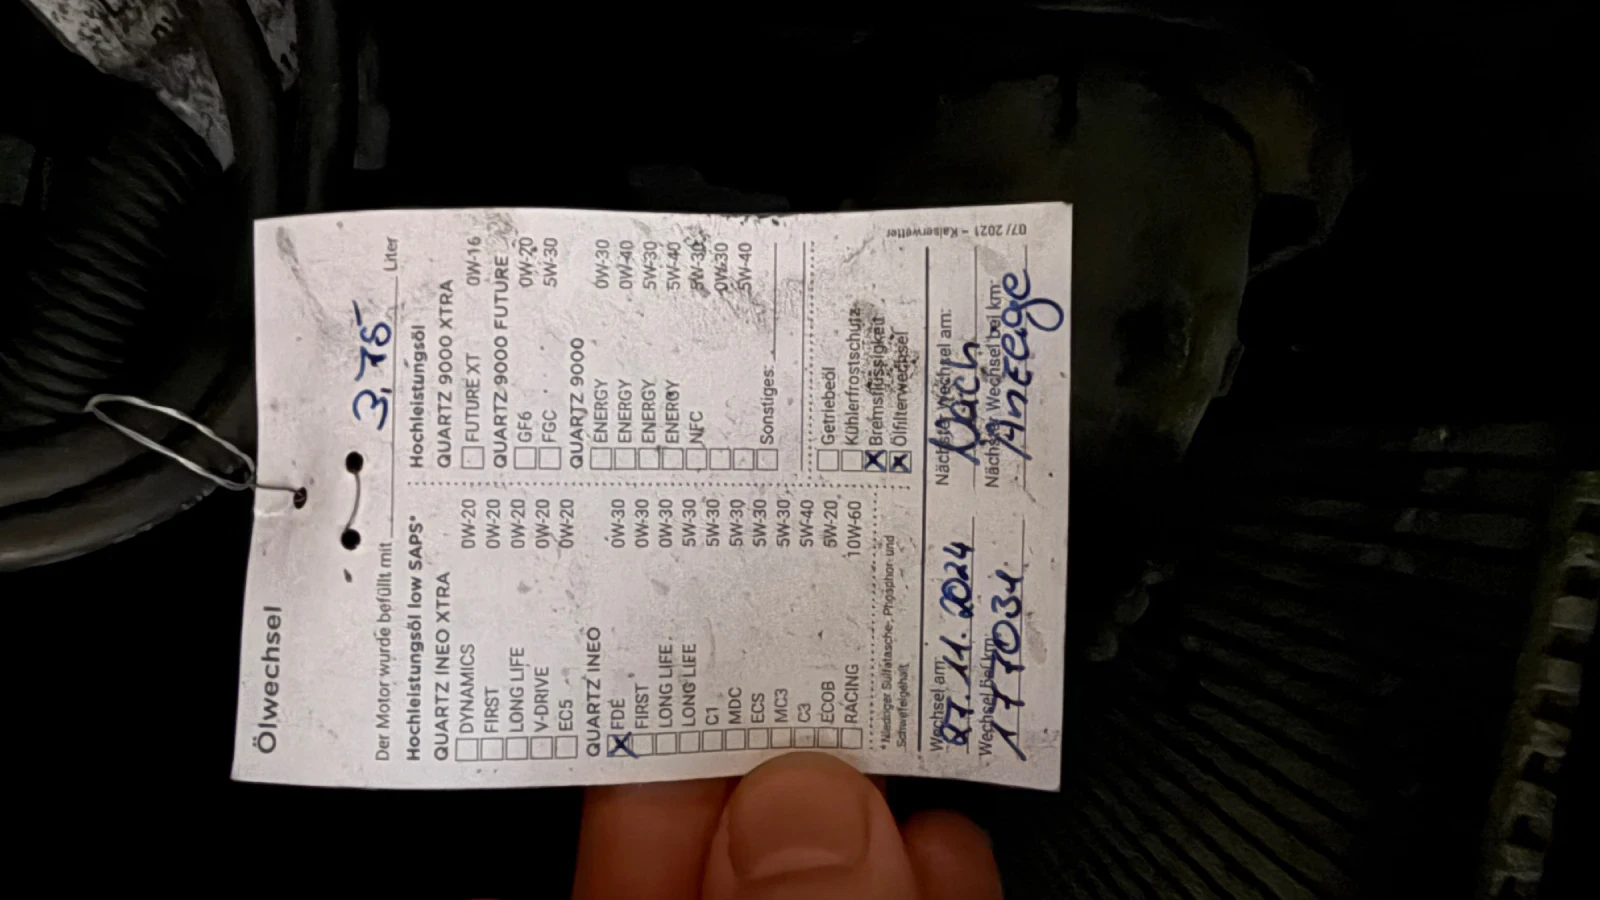 Ölwechsel
Der Motor wurde befüllt mit 3,75 Liter
Hochleistungsöl low SAPS*
QUARTZ INEO XTRA
DYNAMICS 0W-20
FIRST 0W-20
LONG LIFE 0W-20
V-DRIVE 0W-20
EC5 0W-20
QUARTZ INEO
X FDE 0W-30
FIRST 0W-30
LONG LIFE 0W-30
LONG LIFE 5W-30
C1 5W-30
MDC 5W-30
ECS 5W-30
MC3 5W-30
C3 5W-40
ECOB 5W-20
RACING 10W-60
* Niedriger Sulfatasche-, Phosphor- und
Schwefelgehalt
Hochleistungsöl
QUARTZ 9000 XTRA
FUTURE XT 0W-16
QUARTZ 9000 FUTURE
GF6 0W-20
FGC 5W-30
QUARTZ 9000
ENERGY 0W-30
ENERGY 0W-40
ENERGY 5W-30
ENERGY 5W-40
NFC 5W-30
0W-30
5W-40
Sonstiges:
Getriebeöl
Kühlerfrostschutz
X Bremsflüssigkeit
X Ölfilterwechsel
Wechsel am: 27.11.2024
Nächster Wechsel am: Nach
Wechsel bei km: 177031
Nächster Wechsel bei km: Anzeige
07/2021 – Kaiserwetter